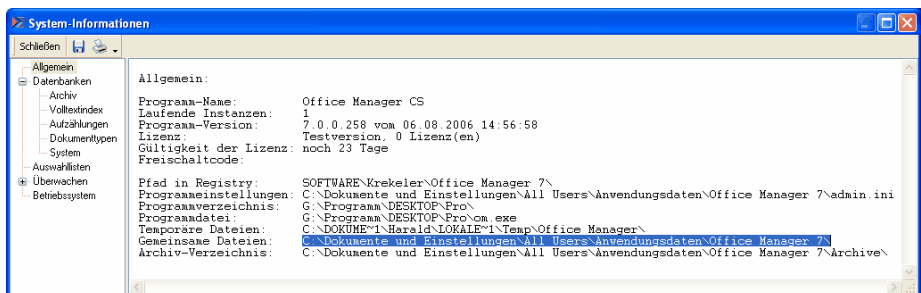 System-Informationen
Schließen
Allgemein
Datenbanken
Archiv
Volltextindex
Aufzählungen
Dokumenttypen
System
Auswahllisten
Überwachen
Betriebssystem
Allgemein:
Programm-Name: Office Manager CS
Laufende Instanzen: 1
Programm-Version: 7.0.0.258 vom 06.08.2006 14:56:58
Lizenz: Testversion, 0 Lizenz(en)
Gültigkeit der Lizenz: noch 23 Tage
Freischaltcode:
Pfad in Registry: SOFTWARE\Krekeler\Office Manager 7\
Programmeinstellungen: C:\Dokumente und Einstellungen\All Users\Anwendungsdaten\Office Manager 7\admin.ini
Programmverzeichnis: G:\Programm\DESKTOP\Pro\
Programmdatei: G:\Programm\DESKTOP\Pro\om.exe
Temporäre Dateien: C:\DOKUME~1\Harald\LOKALE~1\Temp\Office Manager\
Gemeinsame Dateien: C:\Dokumente und Einstellungen\All Users\Anwendungsdaten\Office Manager 7\
Archiv-Verzeichnis: C:\Dokumente und Einstellungen\All Users\Anwendungsdaten\Office Manager 7\Archive\